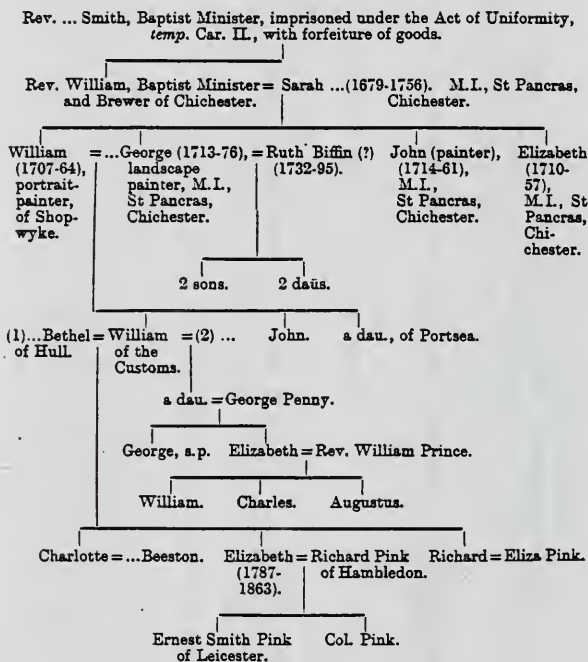 Rev. ... Smith, Baptist Minister, imprisoned under the Act of Uniformity,
temp. Car. II., with forfeiture of goods.
Rev. William, Baptist Minister = Sarah ...(1679-1756). M.I., St Pancras,
and Brewer of Chichester. Chichester.
William = ...George (1713-76), = Ruth Biffin (?) John (painter), Elizabeth
(1707-64), landscape (1732-95). (1714-61), (1710-
portrait- painter, M.I., M.I., 57),
painter, St Pancras, St Pancras, M.I., St
of Shop- Chichester. Chichester. Pancras,
wyke. Chi-
chester.
2 sons. 2 daüs.
(1)...Bethel = William = (2) ... John. a dau., of Portsea.
of Hull. of the
Customs.
a dau. = George Penny.
George, s.p. Elizabeth = Rev. William Prince.
William. Charles. Augustus.
Charlotte = ...Beeston. Elizabeth = Richard Pink Richard = Eliza Pink.
(1787- of Hambledon.
1863).
Ernest Smith Pink Col. Pink.
of Leicester.